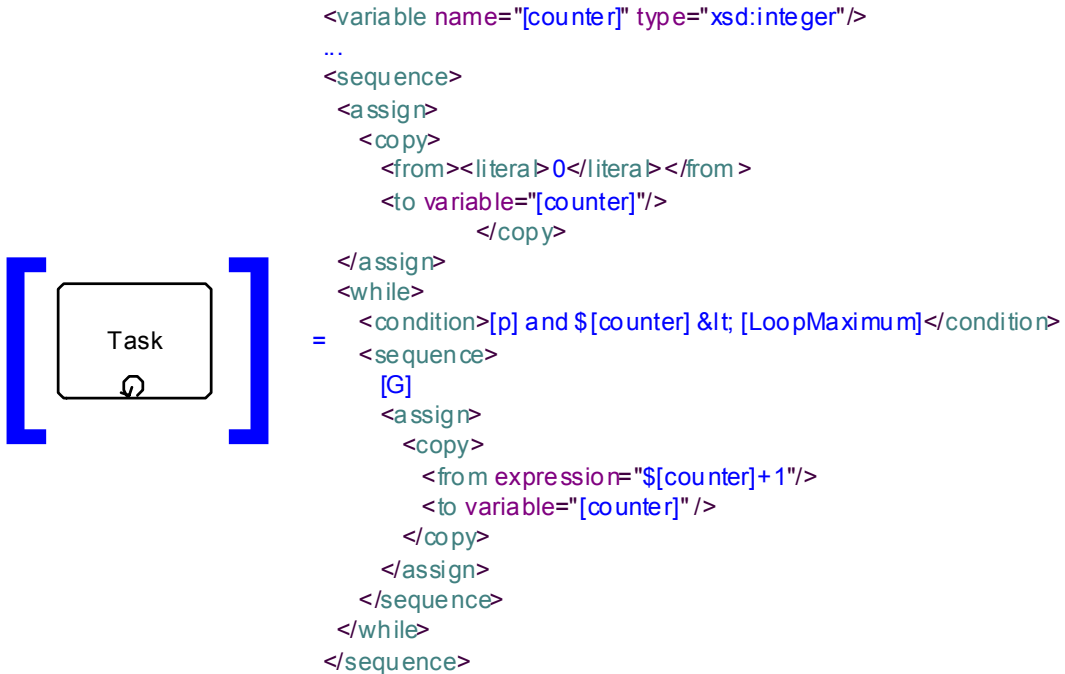 <variable name="[counter]" type="xsd:integer"/>
...
<sequence>
<assign>
<copy>
<from><literal>0</literal></from>
<to variable="[counter]"/>
</copy>
</assign>
<while>
<condition>[p] and $[counter] &lt; [LoopMaximum]</condition>
Task
=
<sequence>
[G]
<assign>
<copy>
<from expression="$[counter]+1"/>
<to variable="[counter]" />
</copy>
</assign>
</sequence>
</while>
</sequence>